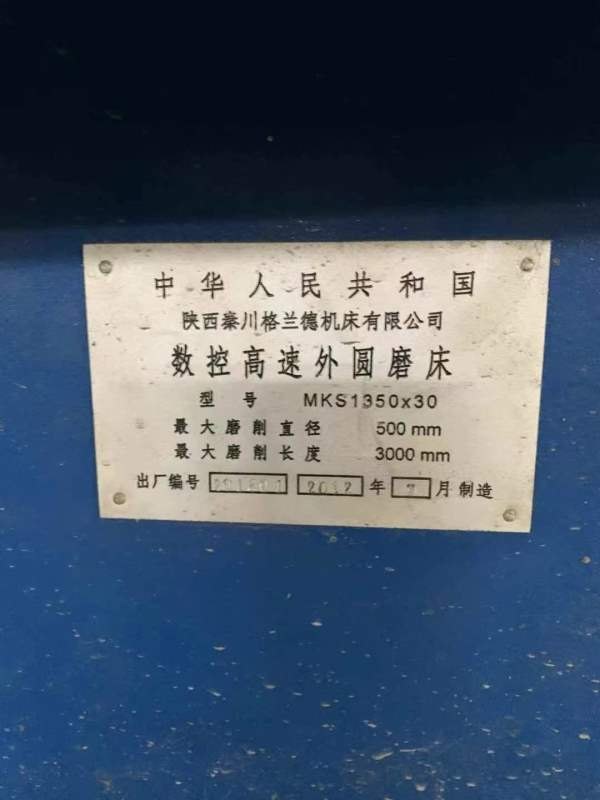 中华人民共和国
陕西秦川格兰德机床有限公司
数控高速外圆磨床
型号 MKS1350x30
最大磨削直径 500 mm
最大磨削长度 3000 mm
出厂编号 2012 年 月制造